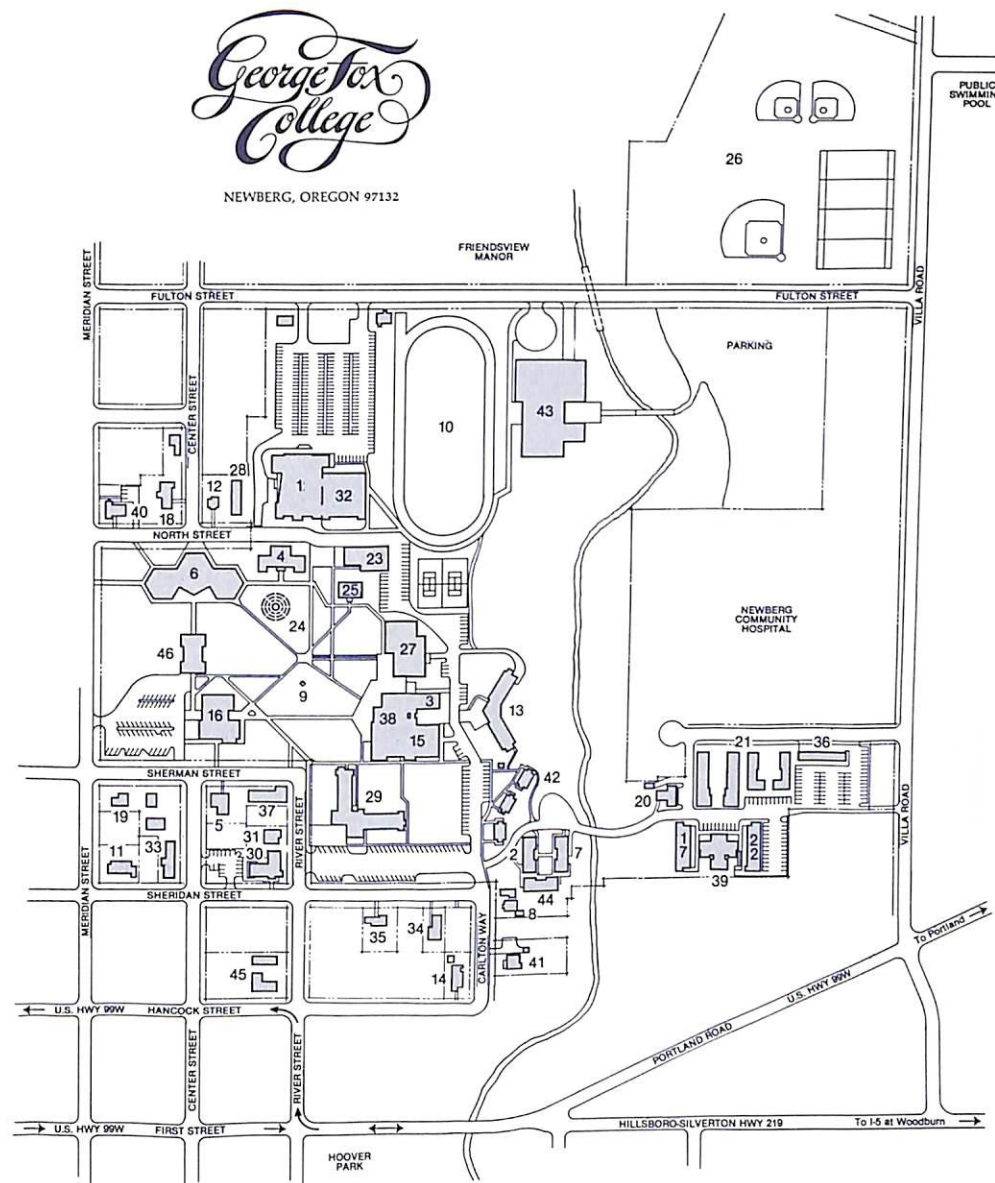 George Fox
College
NEWBERG, OREGON 97132
PUBLIC
SWIMMING
POOL
26
FRIENDSVIEW
MANOR
MERIDIAN STREET
FULTON STREET
FULTON STREET
VILLA ROAD
CENTER STREET
PARKING
10
43
28
12
1
32
40
18
NORTH STREET
4
23
6
25
24
NEWBERG
COMMUNITY
HOSPITAL
27
46
9
3
13
16
38
15
21
36
SHERMAN STREET
42
29
20
19
5
37
RIVER STREET
31
33
11
30
2
7
17
22
39
VILLA ROAD
MERIDIAN STREET
SHERIDAN STREET
44
8
35
34
CARLTON WAY
To Portland
41
45
14
U.S. HWY 99W
HANCOCK STREET
U.S. HWY 99W
PORTLAND ROAD
CENTER STREET
RIVER STREET
U.S. HWY 99W
FIRST STREET
HILLSBORO-SILVERTON HWY 219
To I-5 at Woodburn
HOOVER
PARK